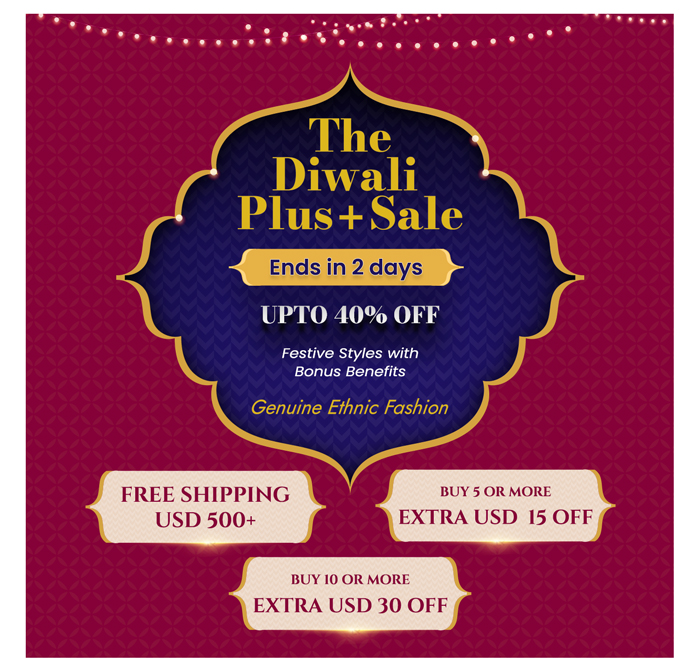 The
Diwali
Plus+Sale
Ends in 2 days
UPTO 40% OFF
Festive Styles with
Bonus Benefits
Genuine Ethnic Fashion
FREE SHIPPING
USD 500+
BUY 5 OR MORE
EXTRA USD 15 OFF
BUY 10 OR MORE
EXTRA USD 30 OFF